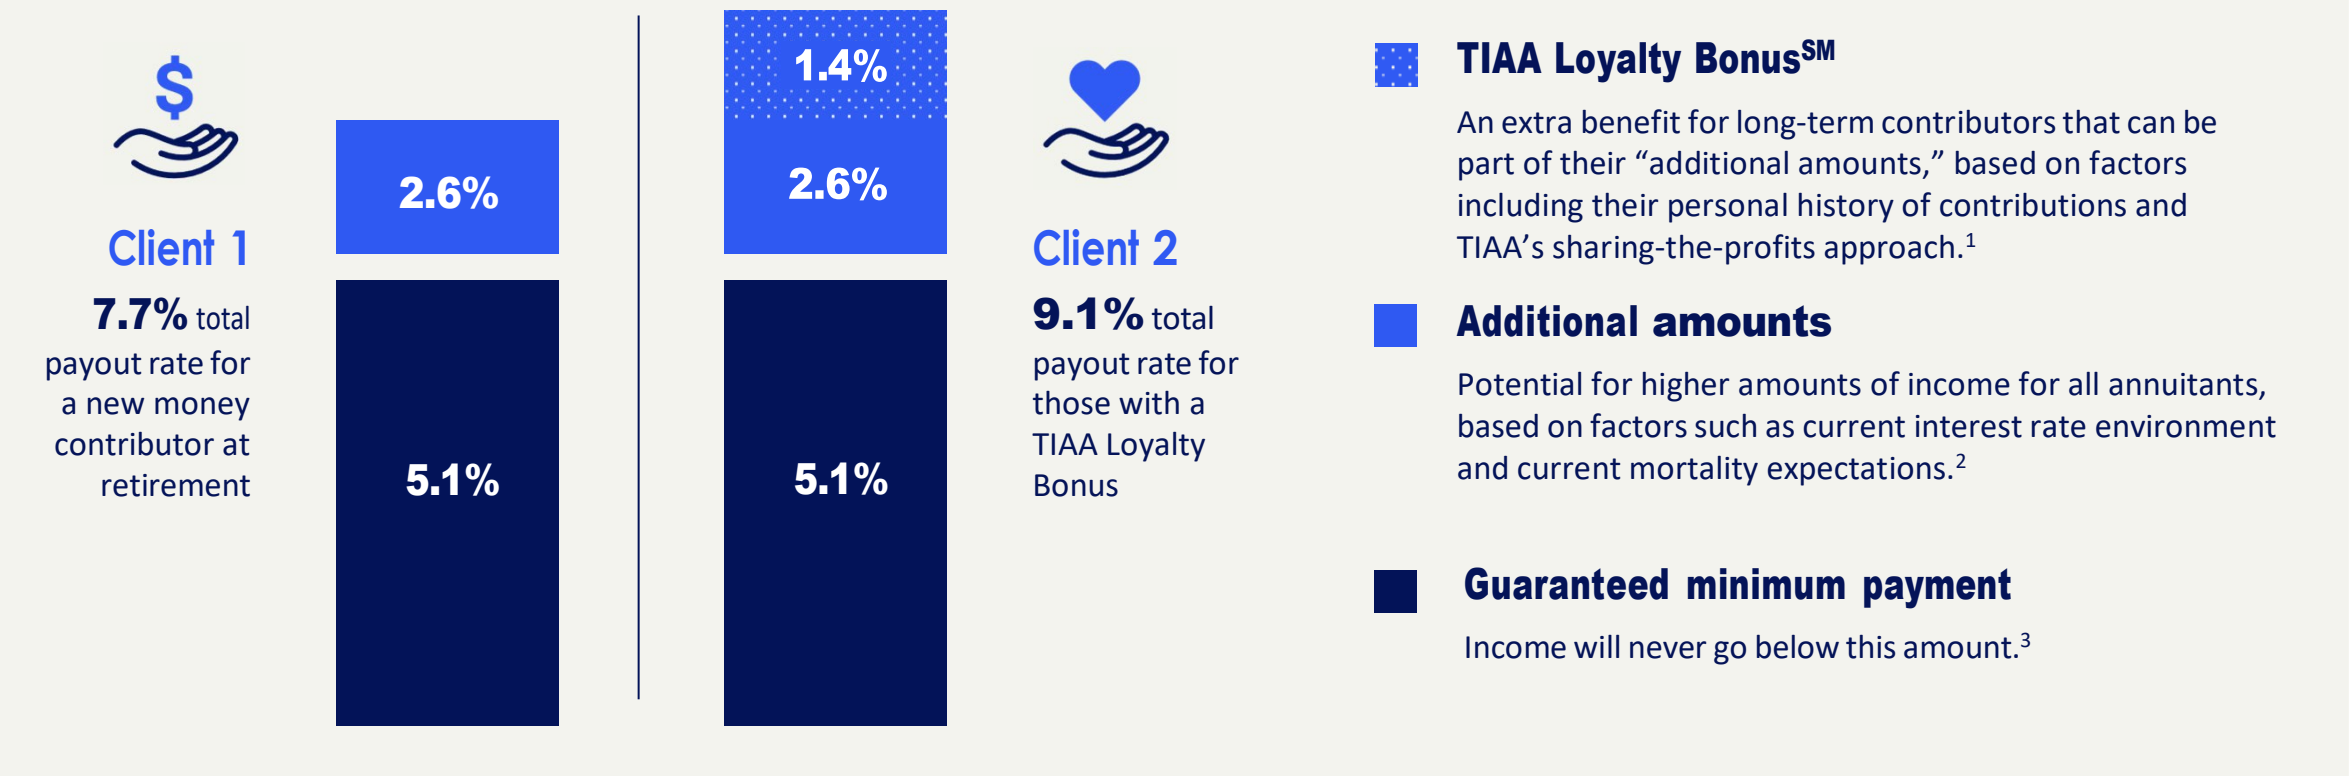 $
Client 1
7.7% total
payout rate for
a new money
contributor at
retirement
2.6%
5.1%
1.4%
2.6%
5.1%
Client 2
9.1% total
payout rate for
those with a
TIAA Loyalty
Bonus
TIAA Loyalty Bonus℠
An extra benefit for long-term contributors that can be
part of their “additional amounts,” based on factors
including their personal history of contributions and
TIAA’s sharing-the-profits approach.¹
Additional amounts
Potential for higher amounts of income for all annuitants,
based on factors such as current interest rate environment
and current mortality expectations.²
Guaranteed minimum payment
Income will never go below this amount.³